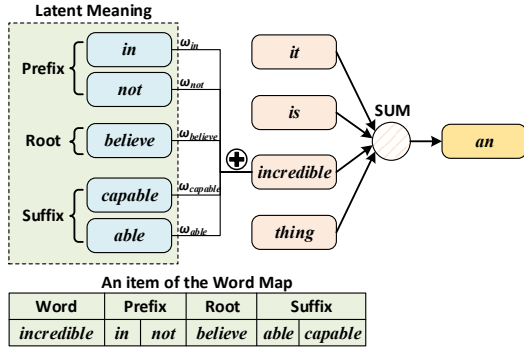 Latent Meaning
Prefix
in
ω_in
not
ω_not
Root
believe
ω_believe
Suffix
capable
ω_capable
able
ω_able
it
is
incredible
thing
SUM
an
An item of the Word Map
Word Prefix Root Suffix
incredible in not believe able capable